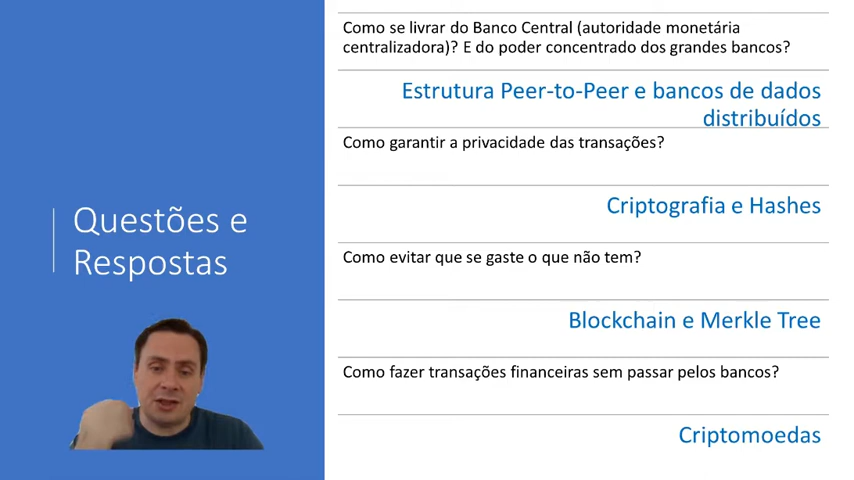 Questões e
Respostas
Como se livrar do Banco Central (autoridade monetária
centralizadora)? E do poder concentrado dos grandes bancos?
Estrutura Peer-to-Peer e bancos de dados
distribuídos
Como garantir a privacidade das transações?
Criptografia e Hashes
Como evitar que se gaste o que não tem?
Blockchain e Merkle Tree
Como fazer transações financeiras sem passar pelos bancos?
Criptomoedas